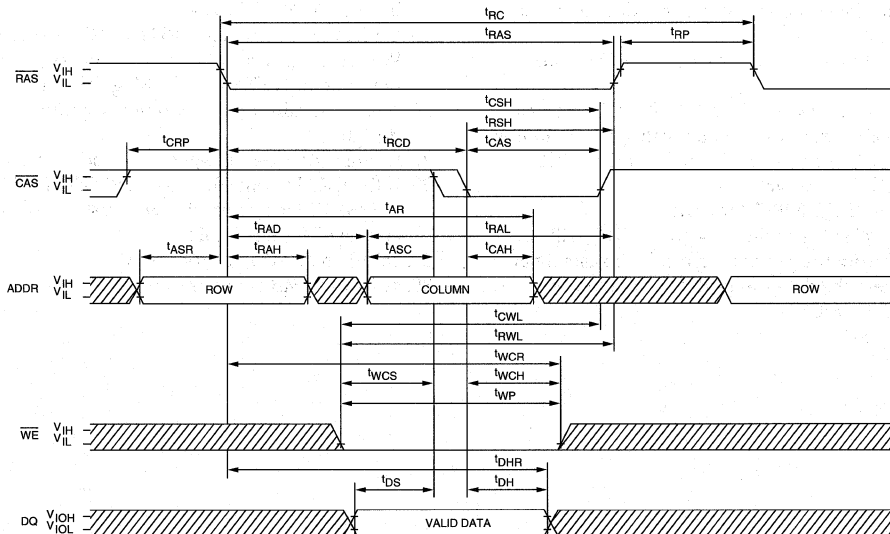 tRC
tRAS
tRP
RAS VIH
VIL
tCSH
tRSH
tCRP
tRCD
tCAS
CAS VIH
VIL
tAR
tRAD
tRAL
tASR
tRAH
tASC
tCAH
ADDR VIH
VIL
ROW
COLUMN
ROW
tCWL
tRWL
tWCR
tWCS
tWCH
tWP
WE VIH
VIL
tDHR
tDS
tDH
DQ VIOH
VIOL
VALID DATA